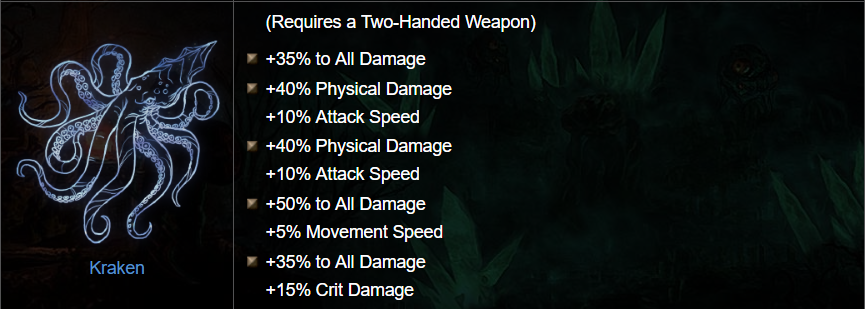 (Requires a Two-Handed Weapon)
+35% to All Damage
+40% Physical Damage
+10% Attack Speed
+40% Physical Damage
+10% Attack Speed
+50% to All Damage
+5% Movement Speed
+35% to All Damage
+15% Crit Damage
Kraken